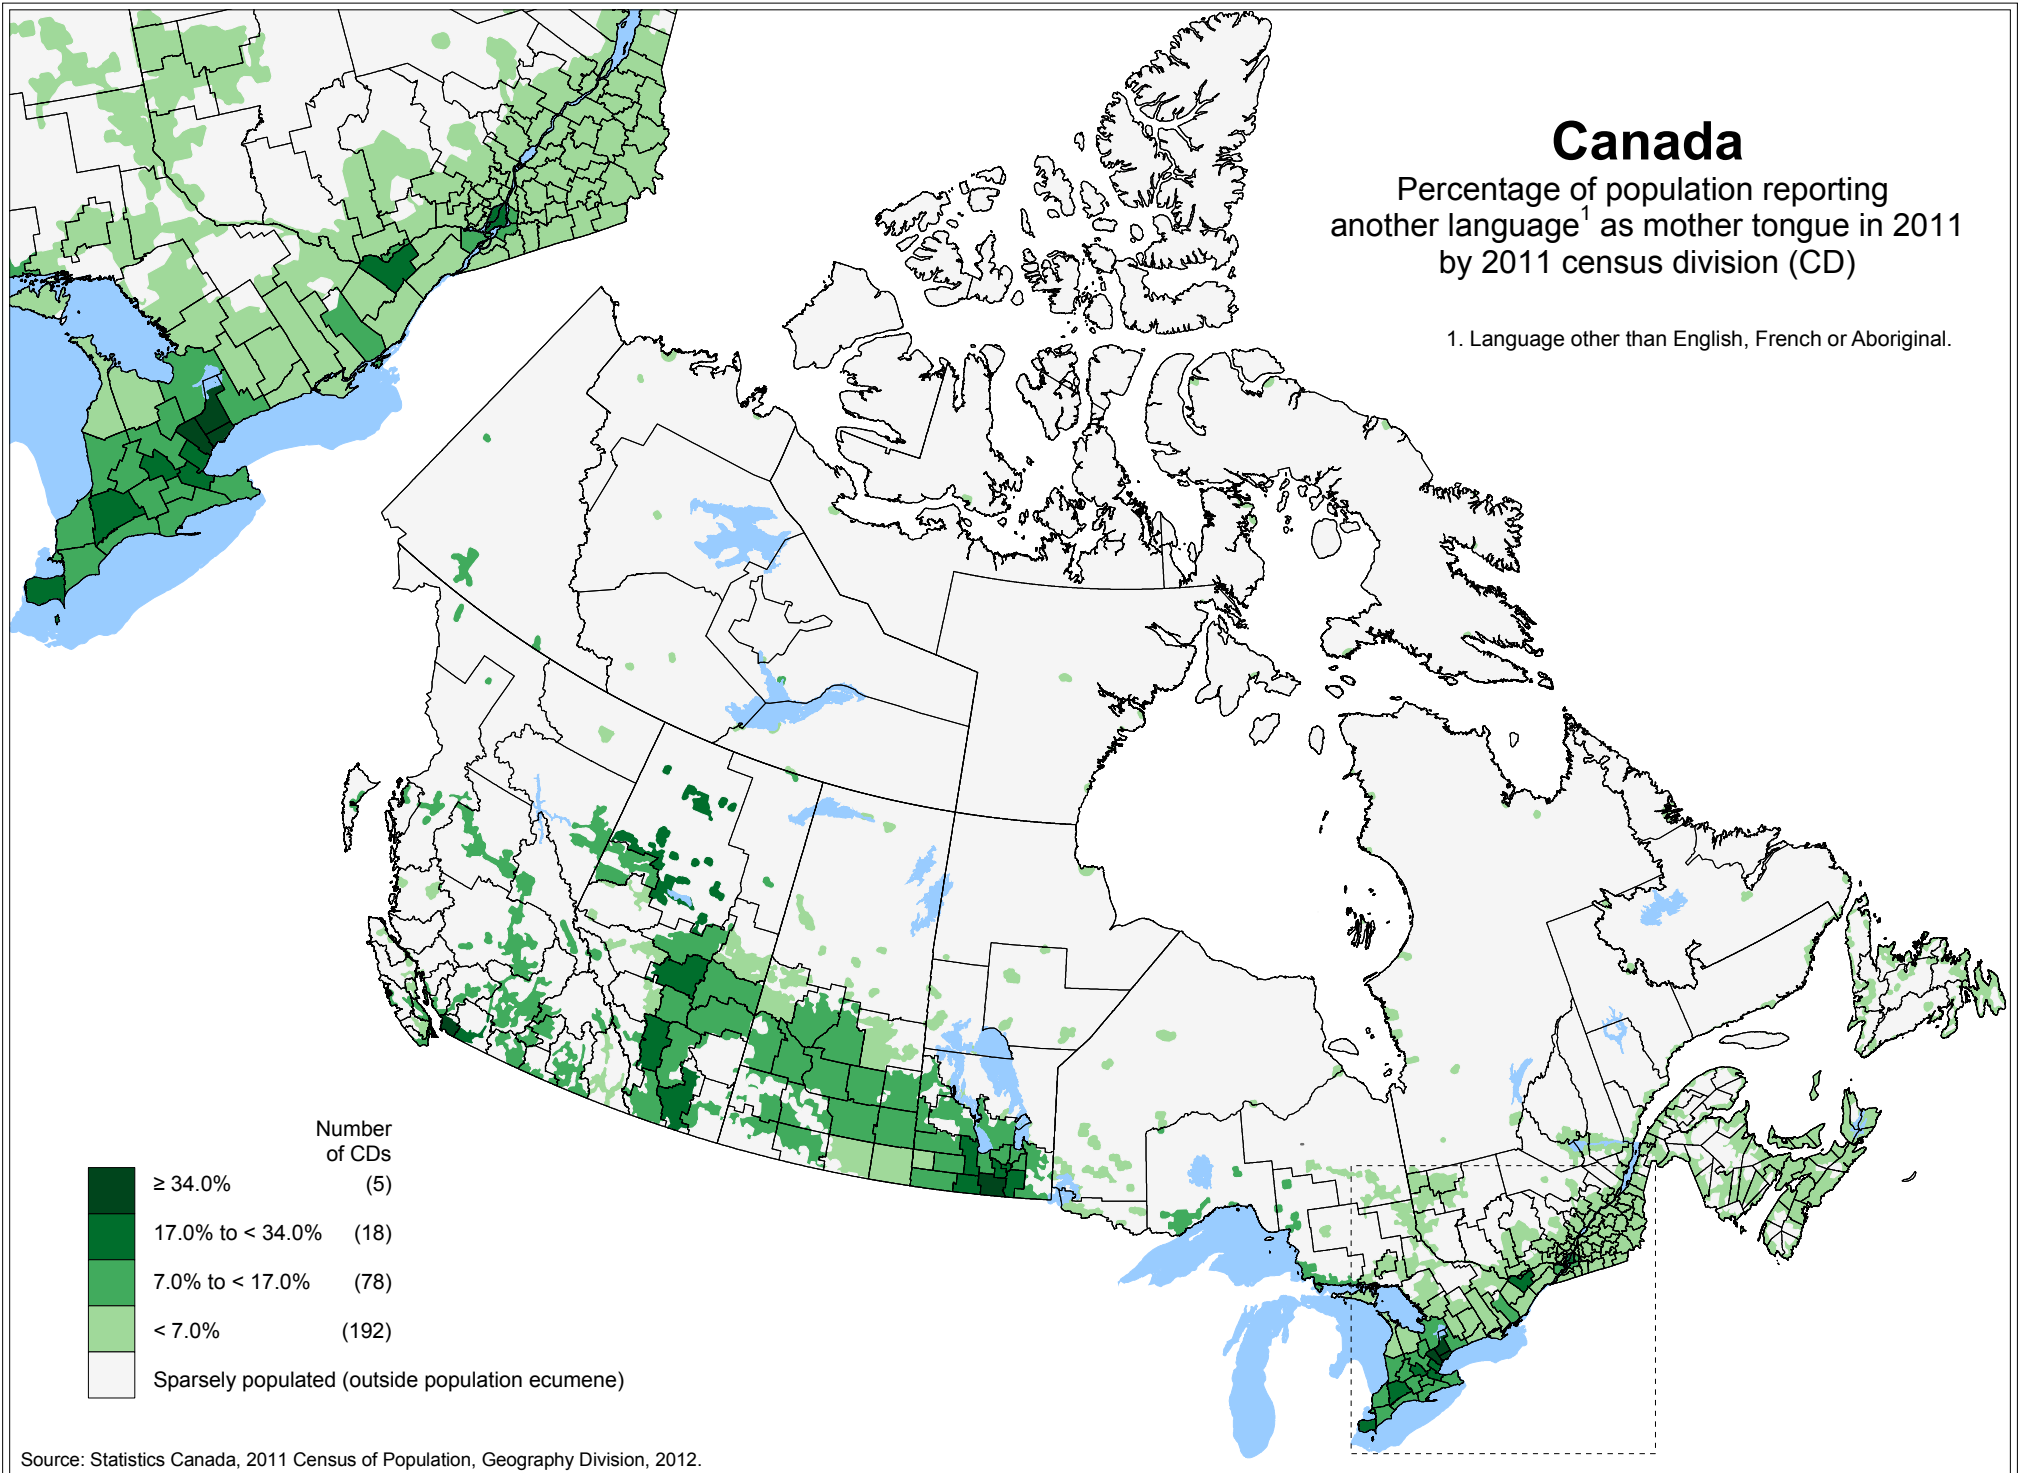 Canada
Percentage of population reporting
another language1 as mother tongue in 2011
by 2011 census division (CD)
1. Language other than English, French or Aboriginal.
Number
of CDs
≥ 34.0% (5)
17.0% to < 34.0% (18)
7.0% to < 17.0% (78)
< 7.0% (192)
Sparsely populated (outside population ecumene)
Source: Statistics Canada, 2011 Census of Population, Geography Division, 2012.